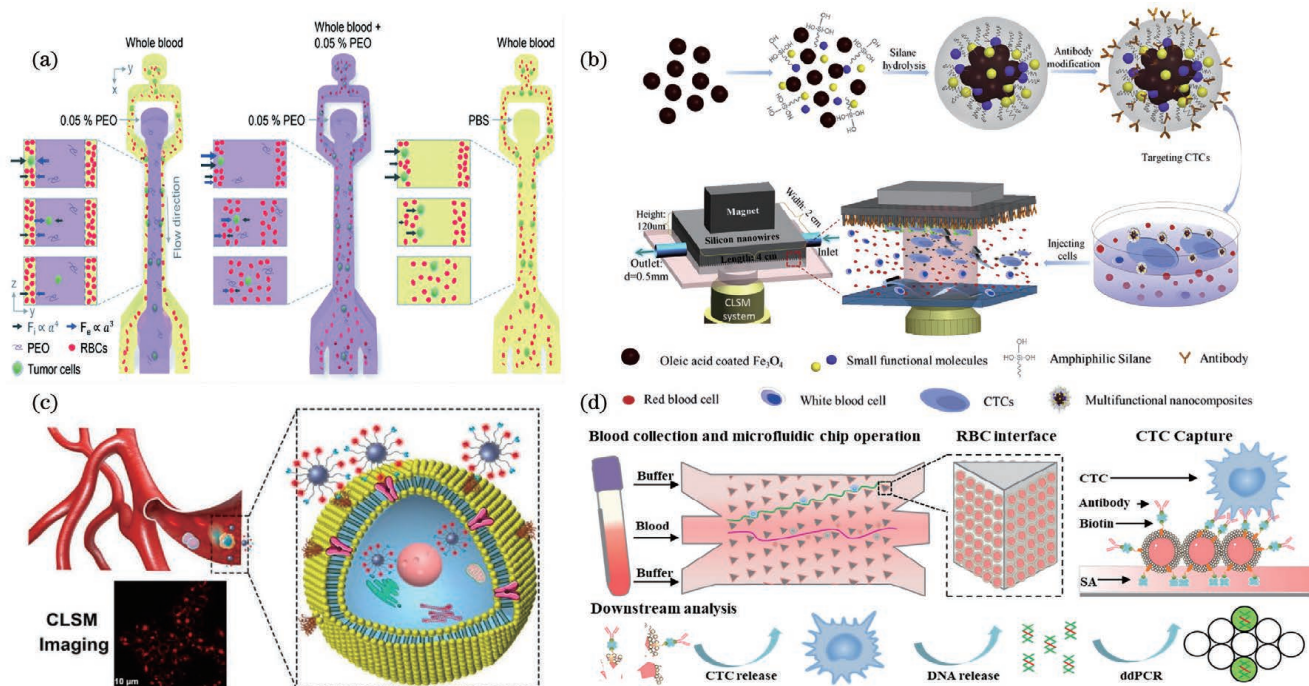 (a)
Whole blood
Whole blood +
0.05 % PEO
Whole blood
y
x
0.05 % PEO
0.05 % PEO
PBS
Flow direction
z
y
Fᵢ ∝ a⁴
Fₑ ∝ a³
PEO
RBCs
Tumor cells
(b)
Silane
hydrolysis
Antibody
modification
Targeting CTCs
Magnet
Width: 2 cm
Height:
120um
Silicon nanowires
Length: 4 cm
Inlet
Outlet:
d=0.5mm
CLSM
system
Injecting
cells
Oleic acid coated Fe₃O₄
Small functional molecules
Amphiphilic Silane
Antibody
Red blood cell
White blood cell
CTCs
Multifunctional nanocomposites
(c)
CLSM
Imaging
10 μm
(d)
Blood collection and microfluidic chip operation
RBC interface
CTC Capture
Buffer
Blood
Buffer
CTC
Antibody
Biotin
SA
Downstream analysis
CTC release
DNA release
ddPCR